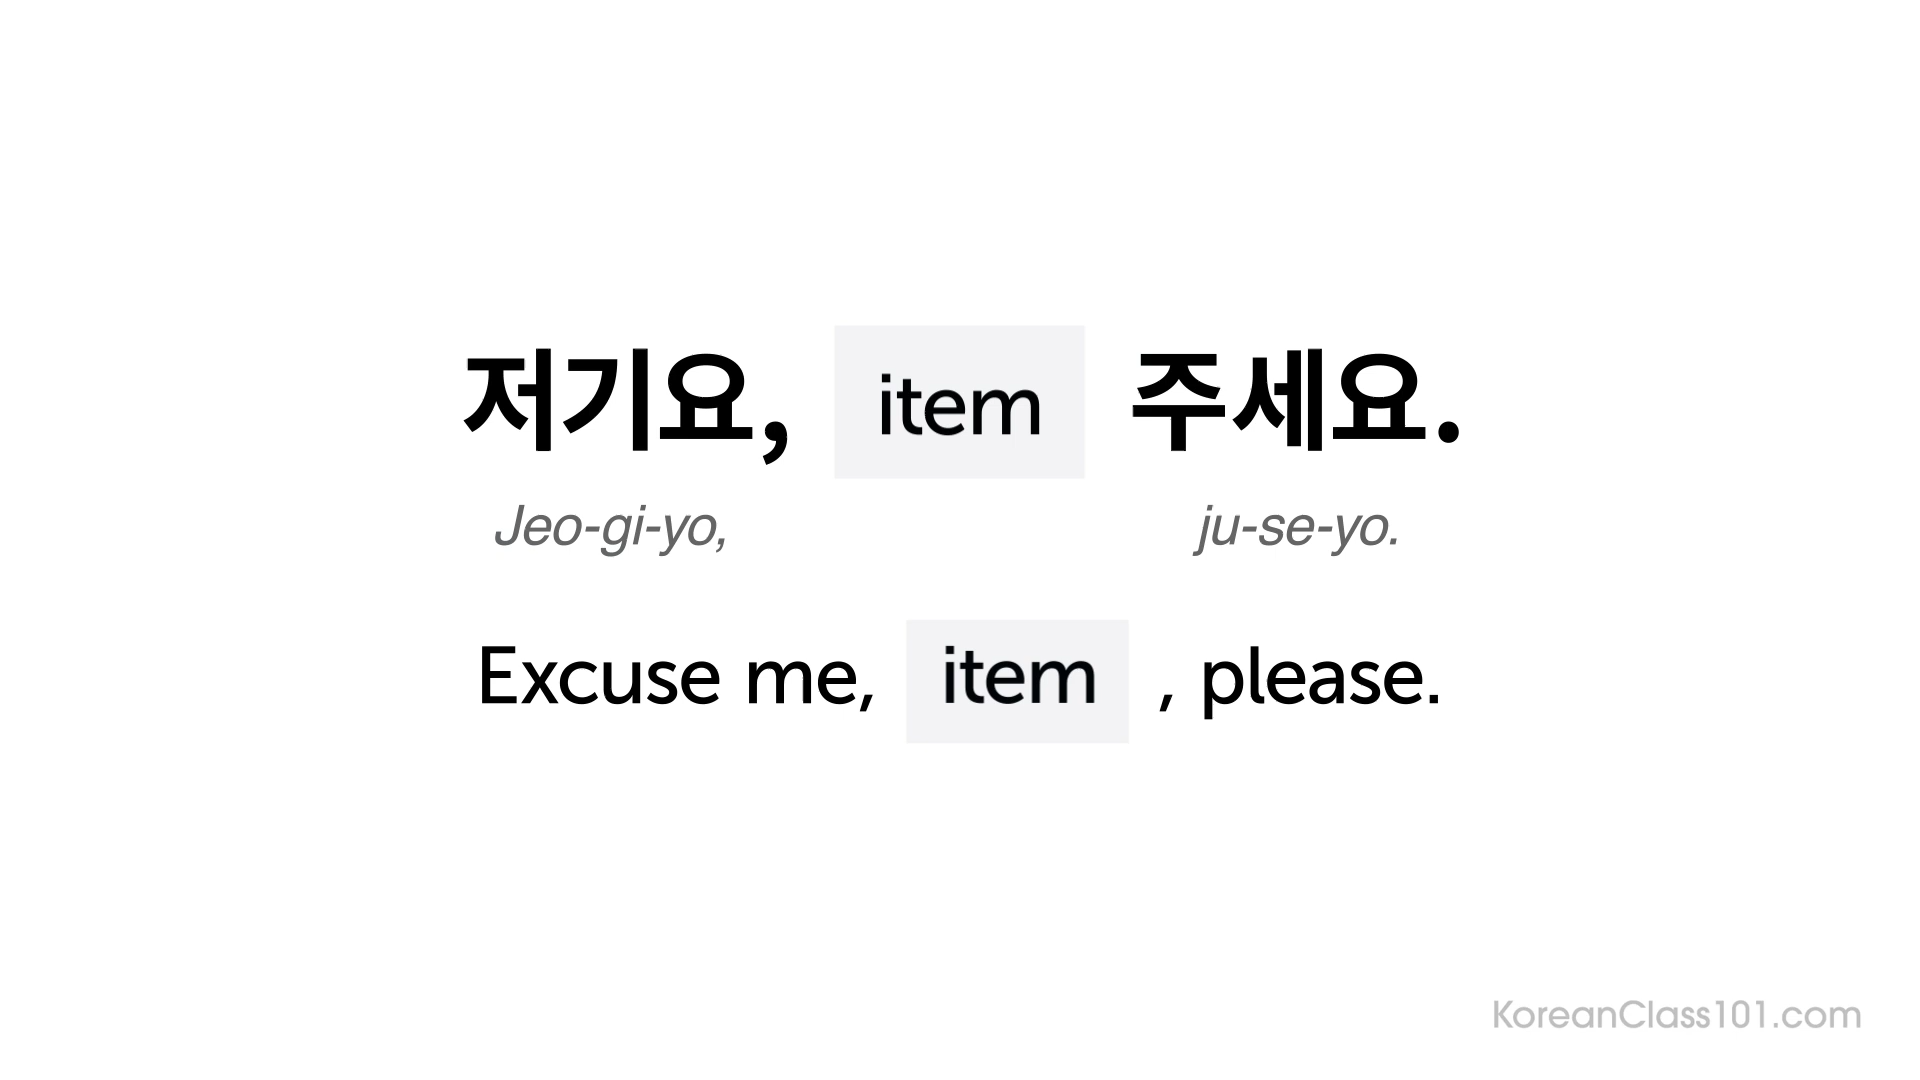 저기요, item 주세요.
Jeo-gi-yo, ju-se-yo.
Excuse me, item , please.
KoreanClass101.com